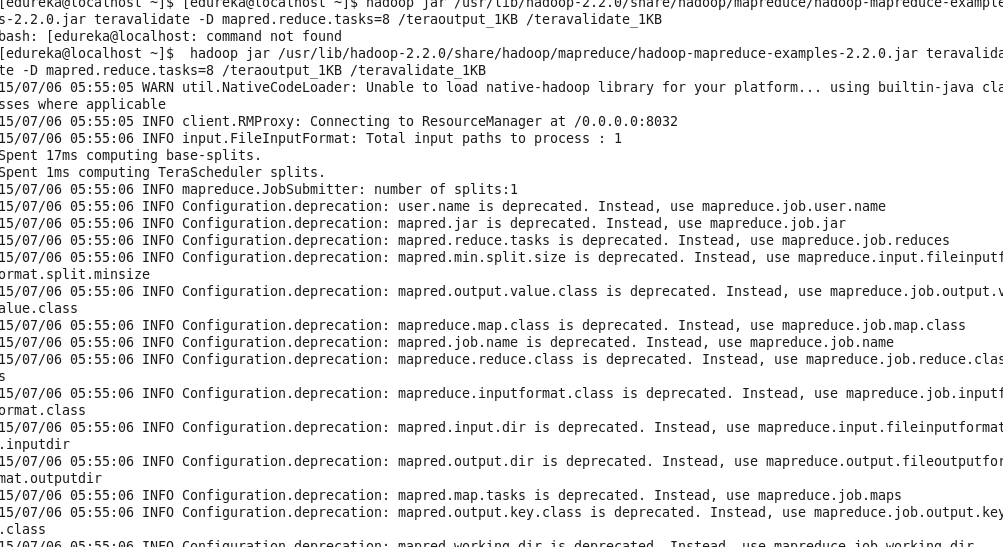 [edureka@localhost ~]$ [edureka@localhost ~]$ hadoop jar /usr/lib/hadoop-2.2.0/share/hadoop/mapreduce/hadoop-mapreduce-example
s-2.2.0.jar teravalidate -D mapred.reduce.tasks=8 /teraoutput_1KB /teravalidate_1KB
bash: [edureka@localhost: command not found
[edureka@localhost ~]$  hadoop jar /usr/lib/hadoop-2.2.0/share/hadoop/mapreduce/hadoop-mapreduce-examples-2.2.0.jar teravalida
te -D mapred.reduce.tasks=8 /teraoutput_1KB /teravalidate_1KB
15/07/06 05:55:05 WARN util.NativeCodeLoader: Unable to load native-hadoop library for your platform... using builtin-java cla
sses where applicable
15/07/06 05:55:05 INFO client.RMProxy: Connecting to ResourceManager at /0.0.0.0:8032
15/07/06 05:55:06 INFO input.FileInputFormat: Total input paths to process : 1
Spent 17ms computing base-splits.
Spent 1ms computing TeraScheduler splits.
15/07/06 05:55:06 INFO mapreduce.JobSubmitter: number of splits:1
15/07/06 05:55:06 INFO Configuration.deprecation: user.name is deprecated. Instead, use mapreduce.job.user.name
15/07/06 05:55:06 INFO Configuration.deprecation: mapred.jar is deprecated. Instead, use mapreduce.job.jar
15/07/06 05:55:06 INFO Configuration.deprecation: mapred.reduce.tasks is deprecated. Instead, use mapreduce.job.reduces
15/07/06 05:55:06 INFO Configuration.deprecation: mapred.min.split.size is deprecated. Instead, use mapreduce.input.fileinputf
ormat.split.minsize
15/07/06 05:55:06 INFO Configuration.deprecation: mapred.output.value.class is deprecated. Instead, use mapreduce.job.output.v
alue.class
15/07/06 05:55:06 INFO Configuration.deprecation: mapreduce.map.class is deprecated. Instead, use mapreduce.job.map.class
15/07/06 05:55:06 INFO Configuration.deprecation: mapred.job.name is deprecated. Instead, use mapreduce.job.name
15/07/06 05:55:06 INFO Configuration.deprecation: mapreduce.reduce.class is deprecated. Instead, use mapreduce.job.reduce.clas
s
15/07/06 05:55:06 INFO Configuration.deprecation: mapreduce.inputformat.class is deprecated. Instead, use mapreduce.job.inputf
ormat.class
15/07/06 05:55:06 INFO Configuration.deprecation: mapred.input.dir is deprecated. Instead, use mapreduce.input.fileinputformat
.inputdir
15/07/06 05:55:06 INFO Configuration.deprecation: mapred.output.dir is deprecated. Instead, use mapreduce.output.fileoutputfor
mat.outputdir
15/07/06 05:55:06 INFO Configuration.deprecation: mapred.map.tasks is deprecated. Instead, use mapreduce.job.maps
15/07/06 05:55:06 INFO Configuration.deprecation: mapred.output.key.class is deprecated. Instead, use mapreduce.job.output.key
.class
15/07/06 05:55:06 INFO Configuration.deprecation: mapred.working.dir is deprecated. Instead, use mapreduce.job.working.dir